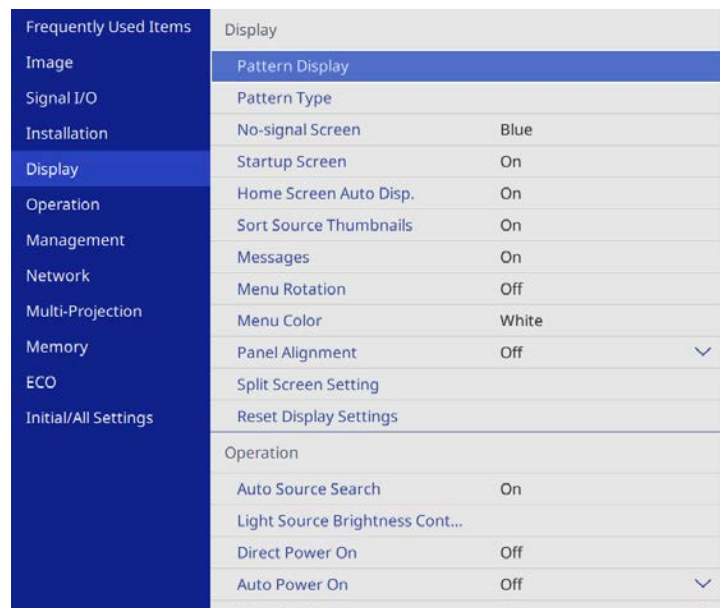 Frequently Used Items
Image
Signal I/O
Installation
Display
Operation
Management
Network
Multi-Projection
Memory
ECO
Initial/All Settings
Display
Pattern Display
Pattern Type
No-signal Screen Blue
Startup Screen On
Home Screen Auto Disp. On
Sort Source Thumbnails On
Messages On
Menu Rotation Off
Menu Color White
Panel Alignment Off
Split Screen Setting
Reset Display Settings
Operation
Auto Source Search On
Light Source Brightness Cont...
Direct Power On Off
Auto Power On Off